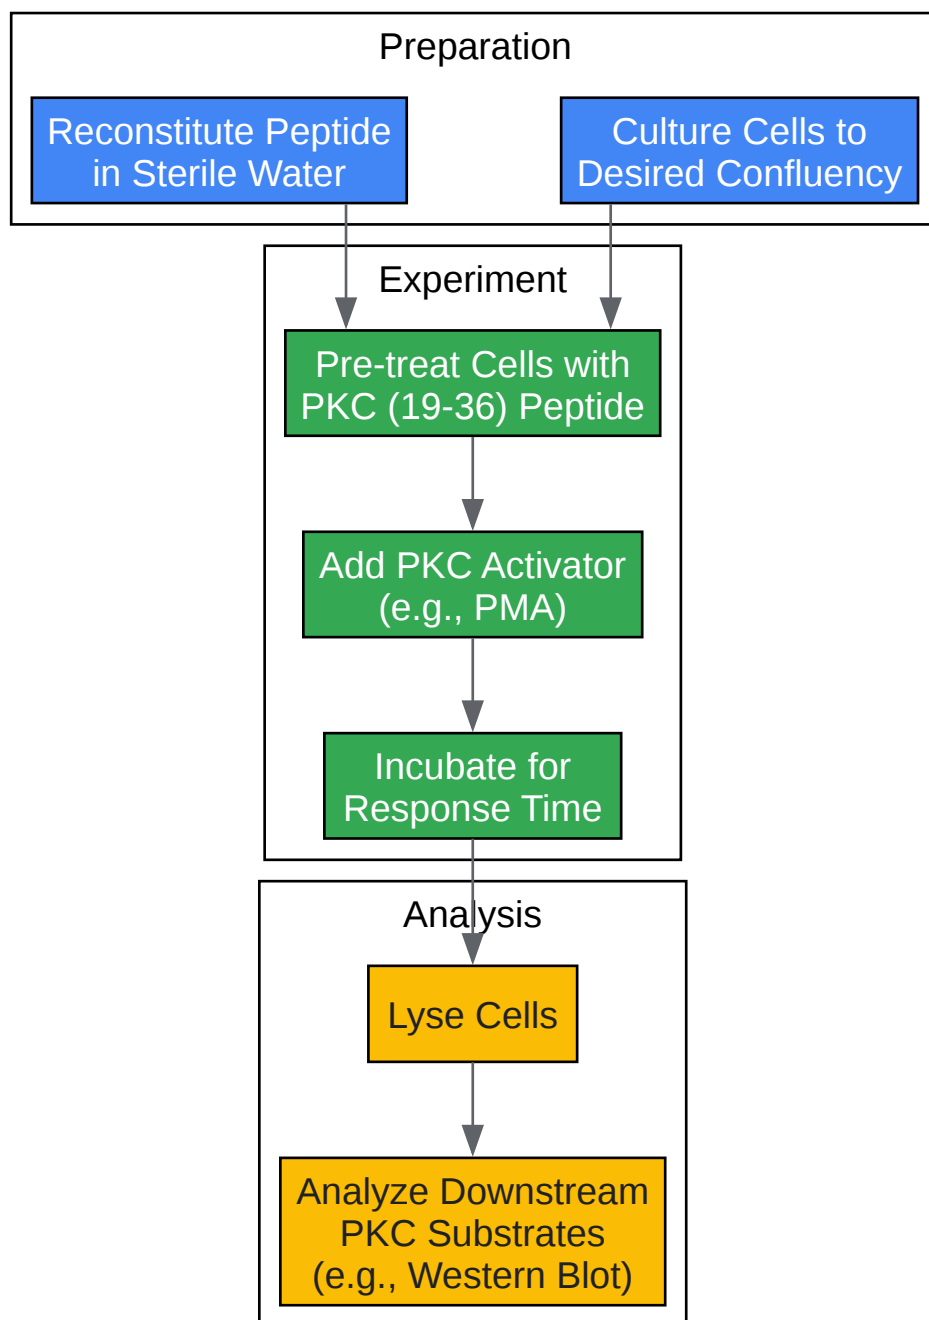 Preparation
Reconstitute Peptide
in Sterile Water
Culture Cells to
Desired Confluency
Experiment
Pre-treat Cells with
PKC (19-36) Peptide
Add PKC Activator
(e.g., PMA)
Incubate for
Response Time
Analysis
Lyse Cells
Analyze Downstream
PKC Substrates
(e.g., Western Blot)